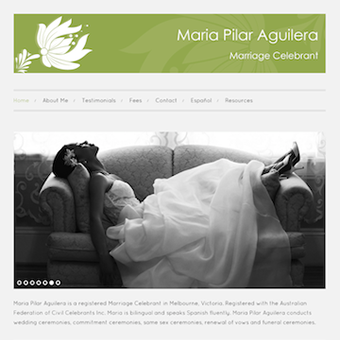 Maria Pilar Aguilera
Marriage Celebrant
Home
About Me
Testimonials
Fees
Contact
Español
Resources
Maria Pilar Aguilera is a registered Marriage Celebrant in Melbourne, Victoria. Registered with the Australian
Federation of Civil Celebrants Inc. Maria is bilingual and speaks Spanish fluently. Maria Pilar Aguilera conducts
wedding ceremonies, commitment ceremonies, same sex ceremonies, renewal of vows and funeral ceremonies.